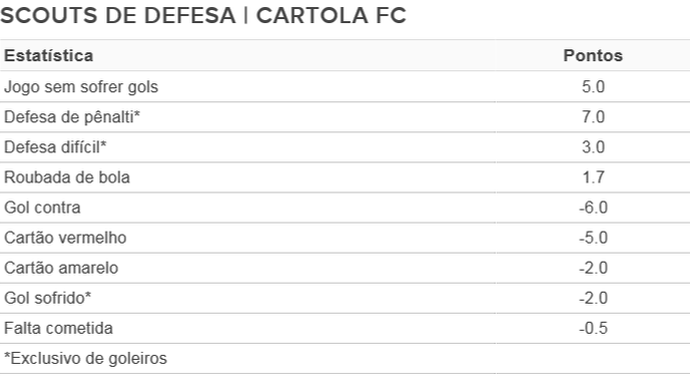 SCOUTS DE DEFESA | CARTOLA FC
Estatística Pontos
Jogo sem sofrer gols 5.0
Defesa de pênalti* 7.0
Defesa difícil* 3.0
Roubada de bola 1.7
Gol contra -6.0
Cartão vermelho -5.0
Cartão amarelo -2.0
Gol sofrido* -2.0
Falta cometida -0.5
*Exclusivo de goleiros